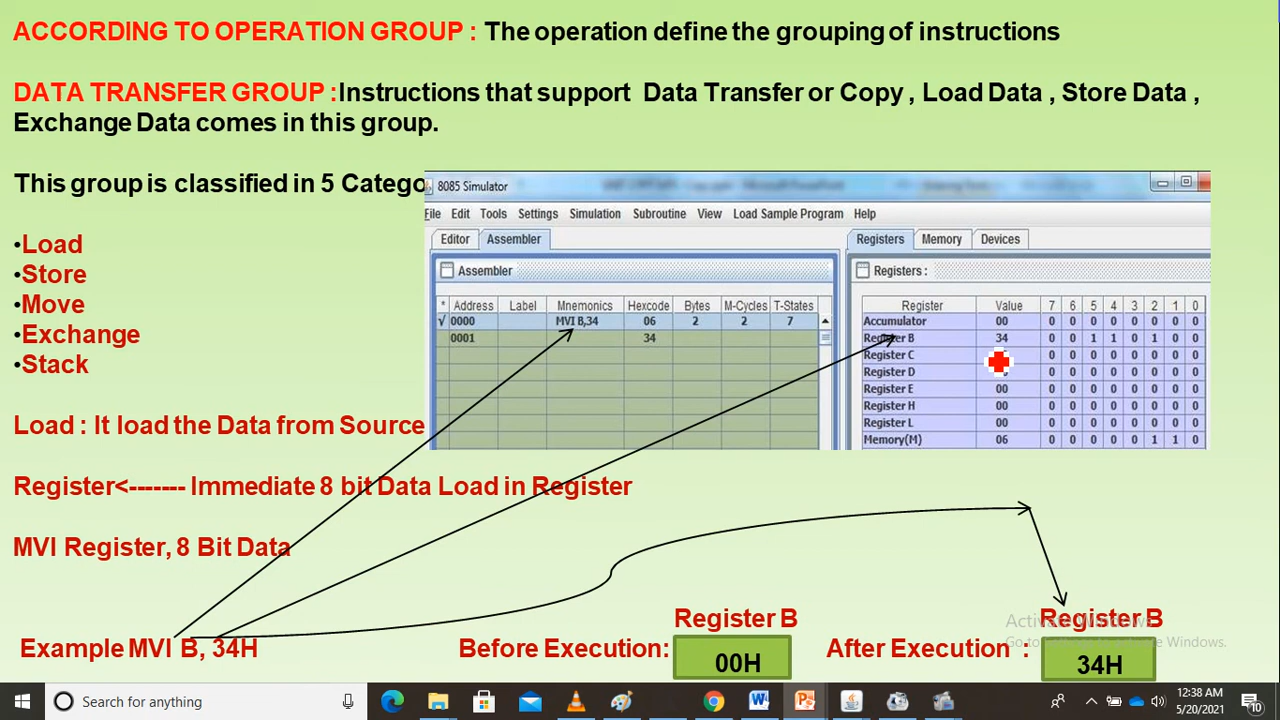 ACCORDING TO OPERATION GROUP : The operation define the grouping of instructions
DATA TRANSFER GROUP :Instructions that support Data Transfer or Copy , Load Data , Store Data ,
Exchange Data comes in this group.
This group is classified in 5 Catego
•Load
•Store
•Move
•Exchange
•Stack
Load : It load the Data from Source
Register<------- Immediate 8 bit Data Load in Register
MVI Register, 8 Bit Data
Example MVI B, 34H
Before Execution:
Register B
00H
After Execution :
Register B
34H
8085 Simulator
File Edit Tools Settings Simulation Subroutine View Load Sample Program Help
Editor Assembler
Assembler
* Address Label Mnemonics Hexcode Bytes M-Cycles T-States
√ 0000 MVI B,34 06 2 2 7
0001 34
Registers Memory Devices
Registers :
Register Value 7 6 5 4 3 2 1 0
Accumulator 00 0 0 0 0 0 0 0 0
Register B 34 0 0 1 1 0 1 0 0
Register C 0 0 0 0 0 0 0 0
Register D 0 0 0 0 0 0 0 0
Register E 00 0 0 0 0 0 0 0 0
Register H 00 0 0 0 0 0 0 0 0
Register L 00 0 0 0 0 0 0 0 0
Memory(M) 06 0 0 0 0 0 1 1 0
Activate Windows
Go to Settings to activate Windows.
Search for anything
12:38 AM
5/20/2021
10